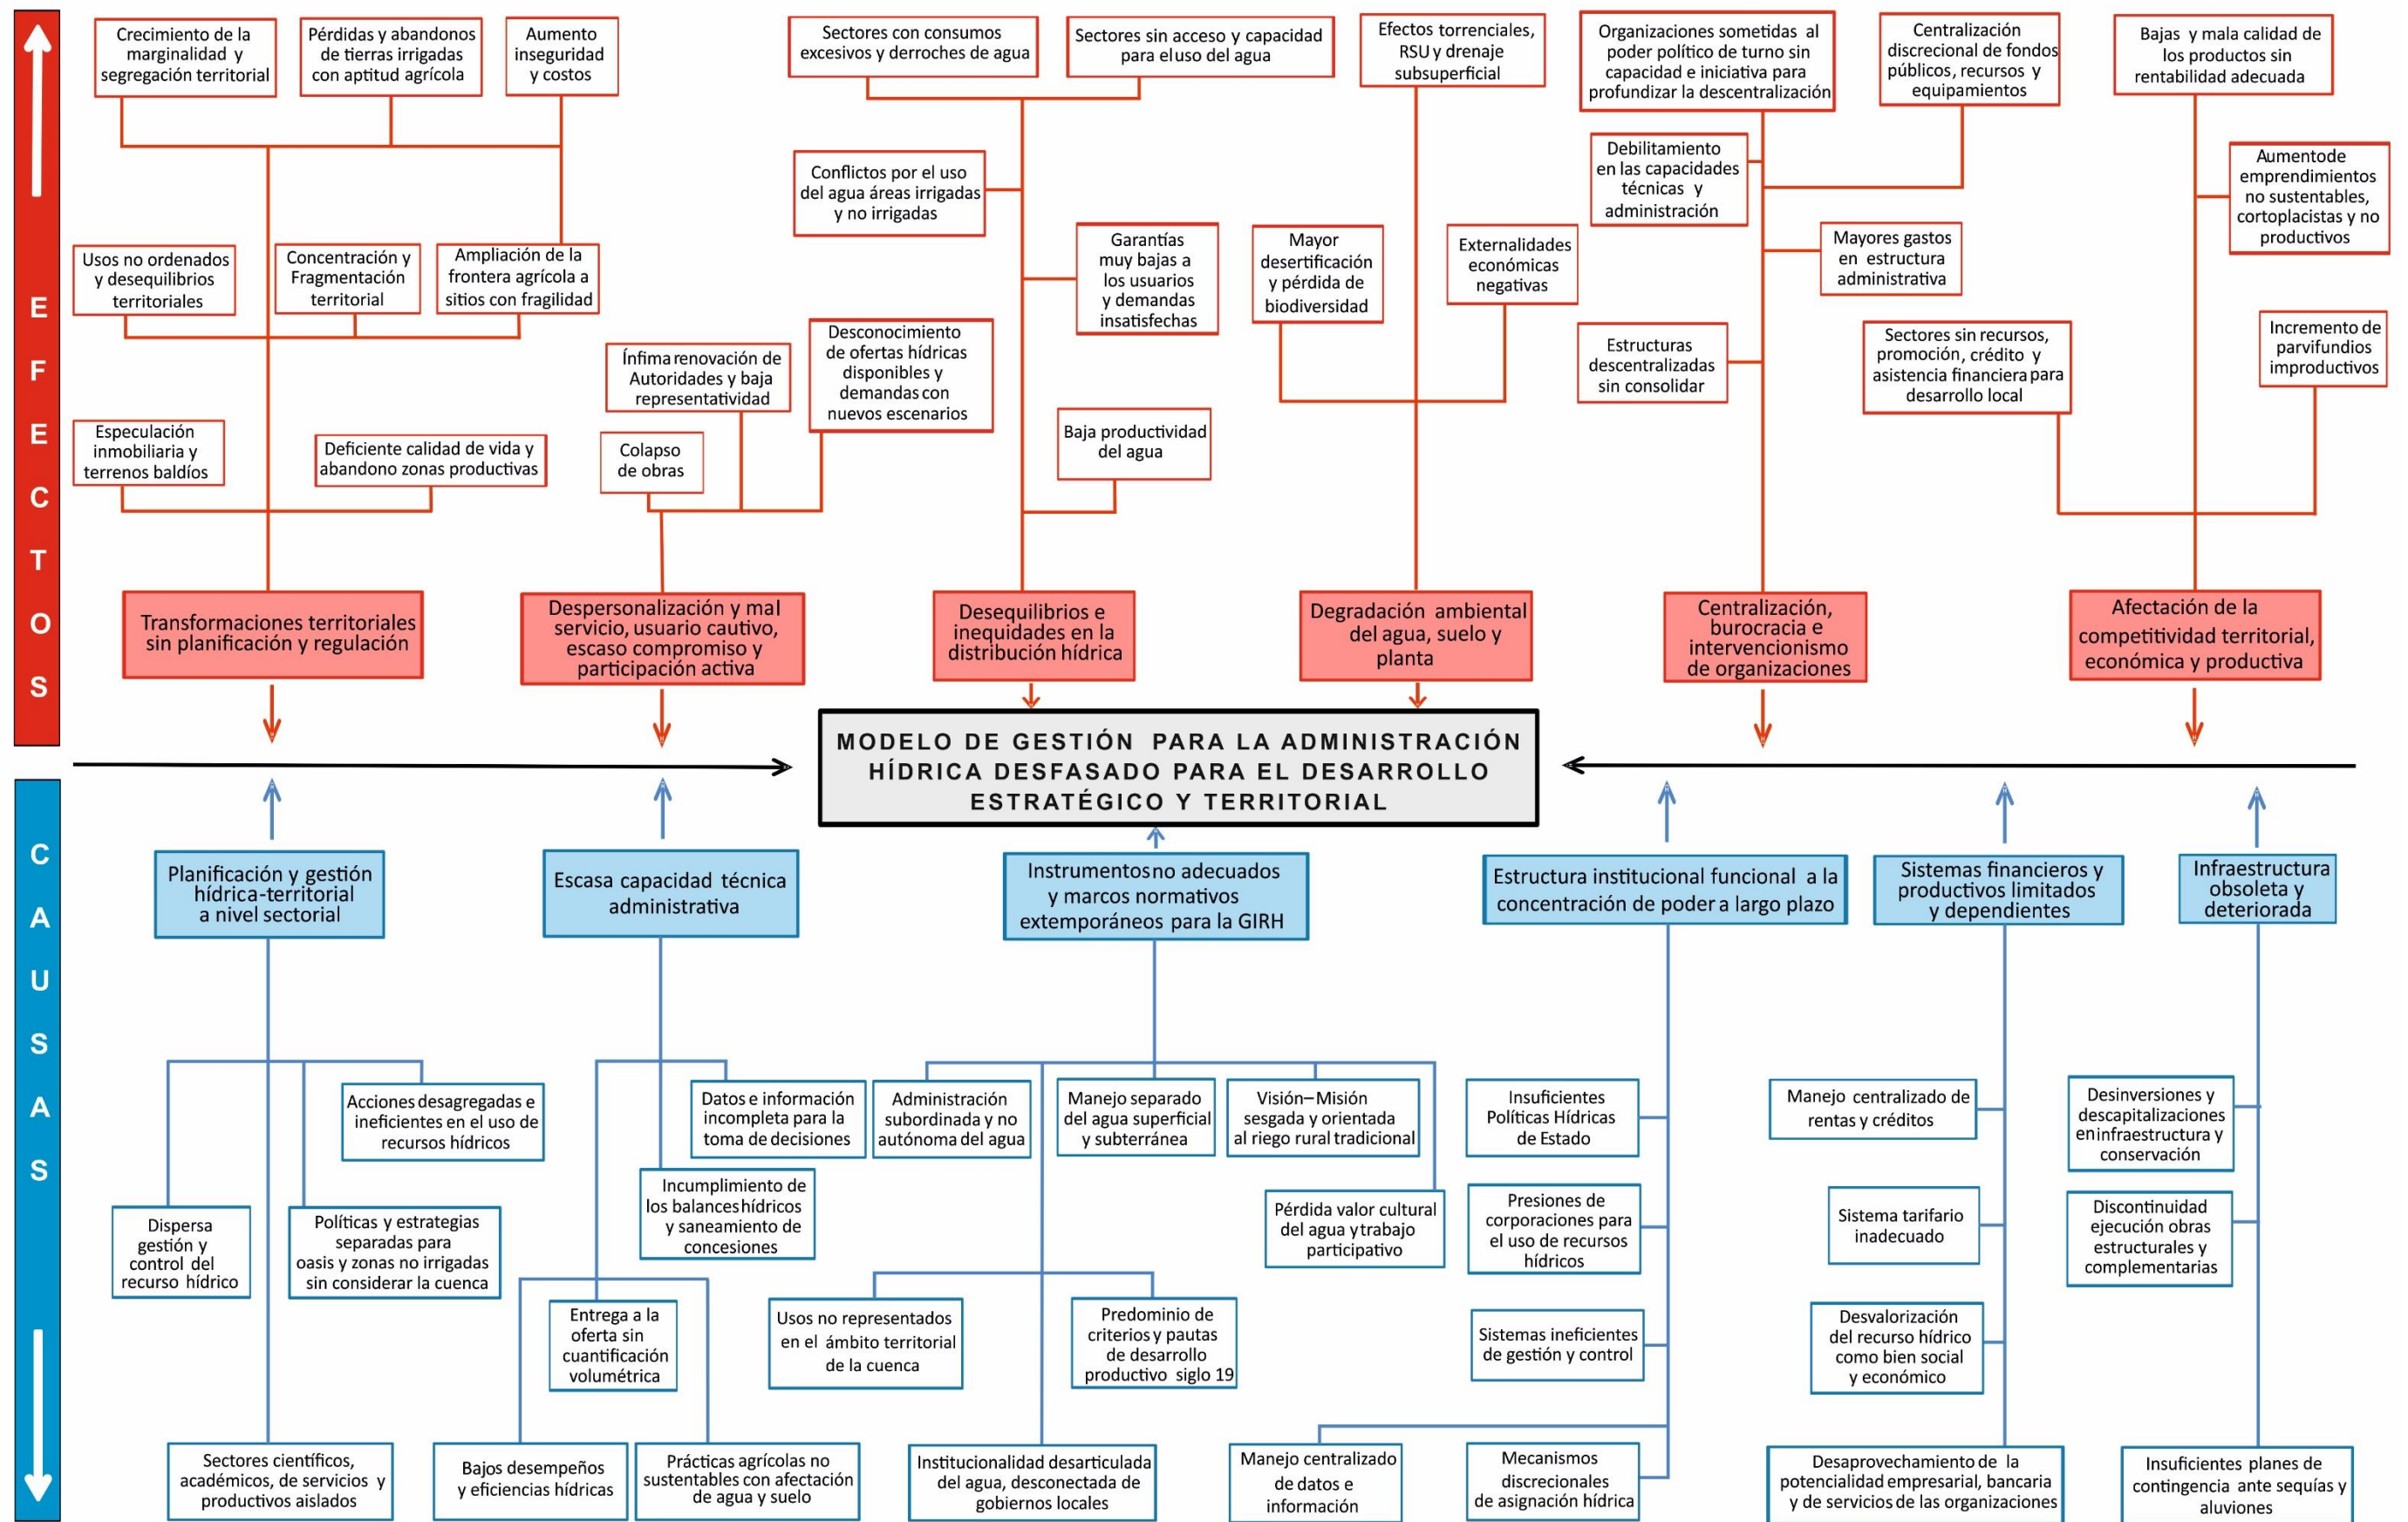 EFECTOS
Crecimiento de la
marginalidad y
segregación territorial
Pérdidas y abandonos
de tierras irrigadas
con aptitud agrícola
Aumento
inseguridad
y costos
Sectores con consumos
excesivos y derroches de agua
Sectores sin acceso y capacidad
para el uso del agua
Efectos torrenciales,
RSU y drenaje
subsuperficial
Organizaciones sometidas al
poder político de turno sin
capacidad e iniciativa para
profundizar la descentralización
Centralización
discrecional de fondos
públicos, recursos y
equipamientos
Bajas y mala calidad de
los productos sin
rentabilidad adecuada
Conflictos por el uso
del agua áreas irrigadas
y no irrigadas
Debilitamiento
en las capacidades
técnicas y
administración
Aumentode
emprendimientos
no sustentables,
cortoplacistas y no
productivos
Usos no ordenados
y desequilibrios
territoriales
Concentración y
Fragmentación
territorial
Ampliación de la
frontera agrícola a
sitios con fragilidad
Garantías
muy bajas a
los usuarios
y demandas
insatisfechas
Mayor
desertificación
y pérdida de
biodiversidad
Externalidades
económicas
negativas
Mayores gastos
en estructura
administrativa
Ínfima renovación de
Autoridades y baja
representatividad
Desconocimiento
de ofertas hídricas
disponibles y
demandas con
nuevos escenarios
Estructuras
descentralizadas
sin consolidar
Sectores sin recursos,
promoción, crédito y
asistencia financiera para
desarrollo local
Incremento de
parvifundios
improductivos
Especulación
inmobiliaria y
terrenos baldíos
Deficiente calidad de vida y
abandono zonas productivas
Colapso
de obras
Baja productividad
del agua
Transformaciones territoriales
sin planificación y regulación
Despersonalización y mal
servicio, usuario cautivo,
escaso compromiso y
participación activa
Desequilibrios e
inequidades en la
distribución hídrica
Degradación ambiental
del agua, suelo y
planta
Centralización,
burocracia e
intervencionismo
de organizaciones
Afectación de la
competitividad territorial,
económica y productiva
MODELO DE GESTIÓN PARA LA ADMINISTRACIÓN
HÍDRICA DESFASADO PARA EL DESARROLLO
ESTRATÉGICO Y TERRITORIAL
CAUSAS
Planificación y gestión
hídrica-territorial
a nivel sectorial
Escasa capacidad técnica
administrativa
Instrumentos no adecuados
y marcos normativos
extemporáneos para la GIRH
Estructura institucional funcional a la
concentración de poder a largo plazo
Sistemas financieros y
productivos limitados
y dependientes
Infraestructura
obsoleta y
deteriorada
Acciones desagregadas e
ineficientes en el uso de
recursos hídricos
Datos e información
incompleta para la
toma de decisiones
Administración
subordinada y no
autónoma del agua
Manejo separado
del agua superficial
y subterránea
Visión–Misión
sesgada y orientada
al riego rural tradicional
Insuficientes
Políticas Hídricas
de Estado
Manejo centralizado de
rentas y créditos
Desinversiones y
descapitalizaciones
en infraestructura y
conservación
Dispersa
gestión y
control del
recurso hídrico
Políticas y estrategias
separadas para
oasis y zonas no irrigadas
sin considerar la cuenca
Incumplimiento de
los balances hídricos
y saneamiento de
concesiones
Pérdida valor cultural
del agua y trabajo
participativo
Presiones de
corporaciones para
el uso de recursos
hídricos
Sistema tarifario
inadecuado
Discontinuidad
ejecución obras
estructurales y
complementarias
Entrega a la
oferta sin
cuantificación
volumétrica
Usos no representados
en el ámbito territorial
de la cuenca
Predominio de
criterios y pautas
de desarrollo
productivo siglo 19
Sistemas ineficientes
de gestión y control
Desvalorización
del recurso hídrico
como bien social
y económico
Sectores científicos,
académicos, de servicios y
productivos aislados
Bajos desempeños
y eficiencias hídricas
Prácticas agrícolas no
sustentables con afectación
de agua y suelo
Institucionalidad desarticulada
del agua, desconectada de
gobiernos locales
Manejo centralizado
de datos e
información
Mecanismos
discrecionales
de asignación hídrica
Desaprovechamiento de la
potencialidad empresarial, bancaria
y de servicios de las organizaciones
Insuficientes planes de
contingencia ante sequías y
aluviones